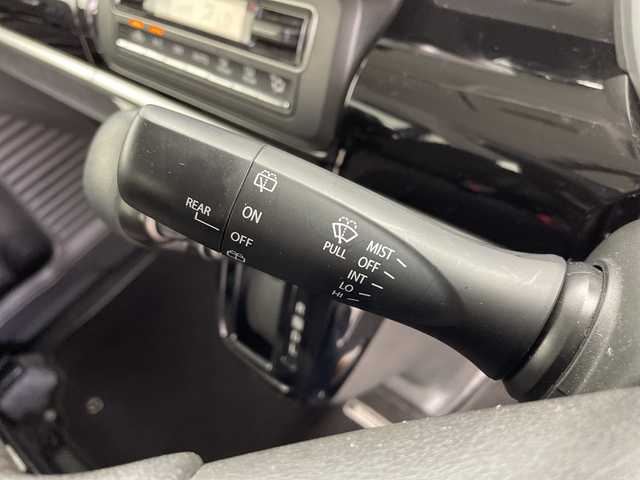 ON
REAR
OFF
PULL
MIST
OFF
INT
LO
HI